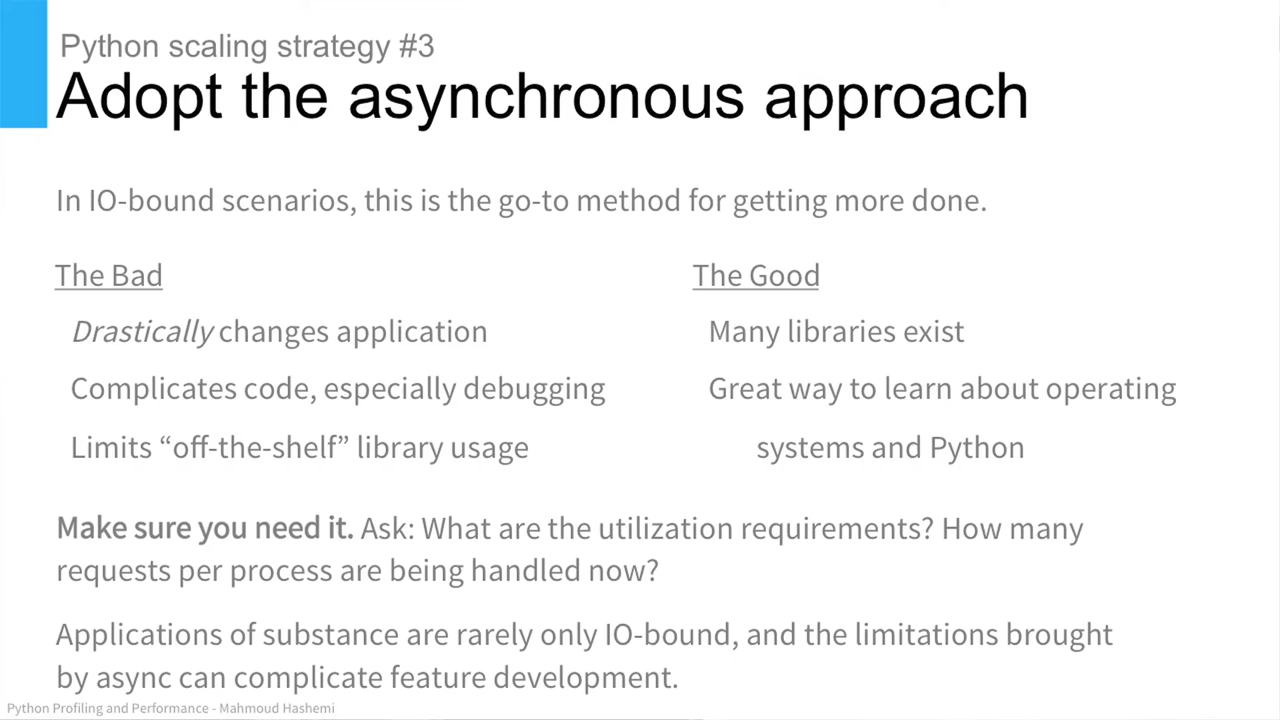 Python scaling strategy #3
Adopt the asynchronous approach
In IO-bound scenarios, this is the go-to method for getting more done.
The Bad
Drastically changes application
Complicates code, especially debugging
Limits “off-the-shelf” library usage
The Good
Many libraries exist
Great way to learn about operating
systems and Python
Make sure you need it. Ask: What are the utilization requirements? How many
requests per process are being handled now?
Applications of substance are rarely only IO-bound, and the limitations brought
by async can complicate feature development.
Python Profiling and Performance - Mahmoud Hashemi